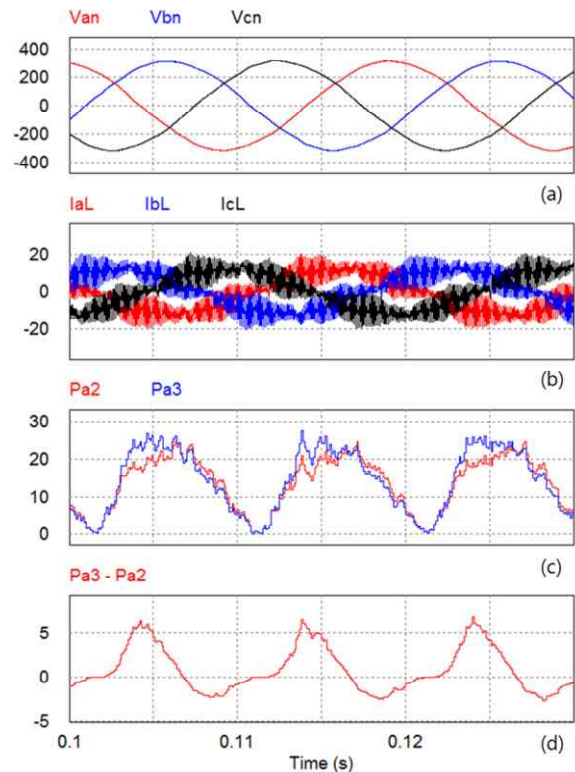 Van Vbn Vcn
400
200
0
-200
-400
(a)
IaL IbL IcL
20
0
-20
(b)
Pa2 Pa3
30
20
10
0
(c)
Pa3 - Pa2
5
0
-5
0.1 0.11 0.12
Time (s)
(d)